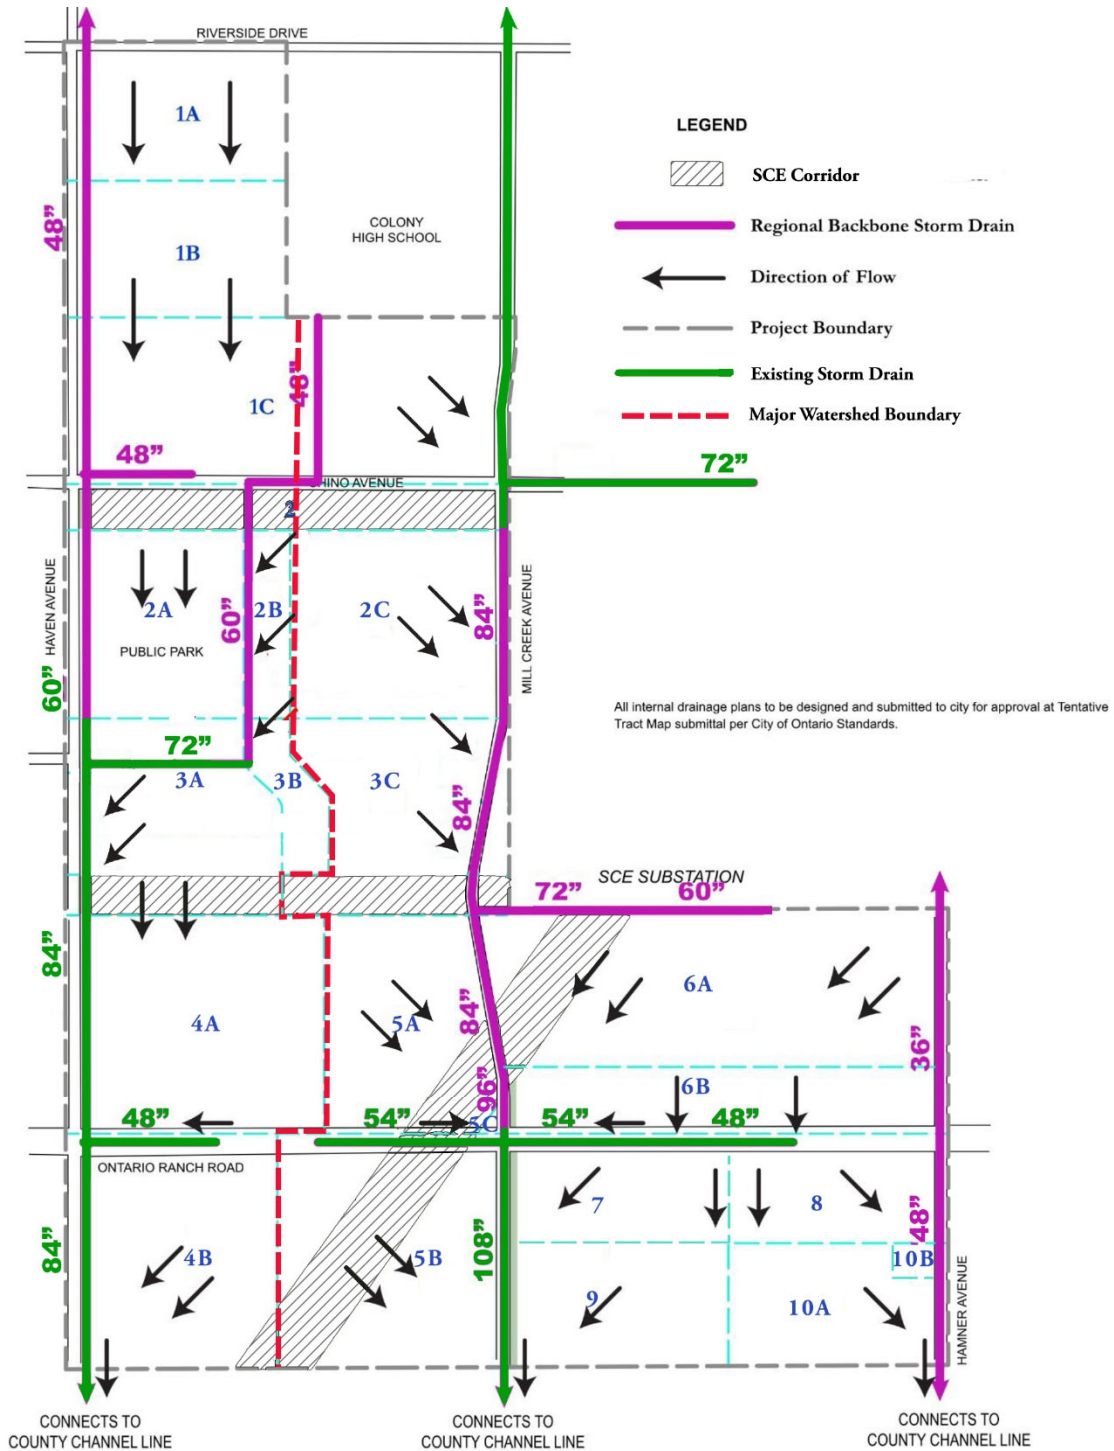 RIVERSIDE DRIVE
1A
LEGEND
SCE Corridor
48”
COLONY
HIGH SCHOOL
Regional Backbone Storm Drain
1B
Direction of Flow
Project Boundary
Existing Storm Drain
48”
1C
Major Watershed Boundary
48”
72”
HINO AVENUE
2
HAVEN AVENUE
2A
60”
2B
2C
84”
MILL CREEK AVENUE
PUBLIC PARK
60”
All internal drainage plans to be designed and submitted to city for approval at Tentative
Tract Map submittal per City of Ontario Standards.
72”
3A
3B
3C
84”
SCE SUBSTATION
72”
60”
84”
6A
4A
5A
84”
36”
96”
6B
48”
54”
5C
54”
48”
ONTARIO RANCH ROAD
7
8
48”
84”
4B
5B
108”
10B
9
10A
HAMNER AVENUE
CONNECTS TO
COUNTY CHANNEL LINE
CONNECTS TO
COUNTY CHANNEL LINE
CONNECTS TO
COUNTY CHANNEL LINE